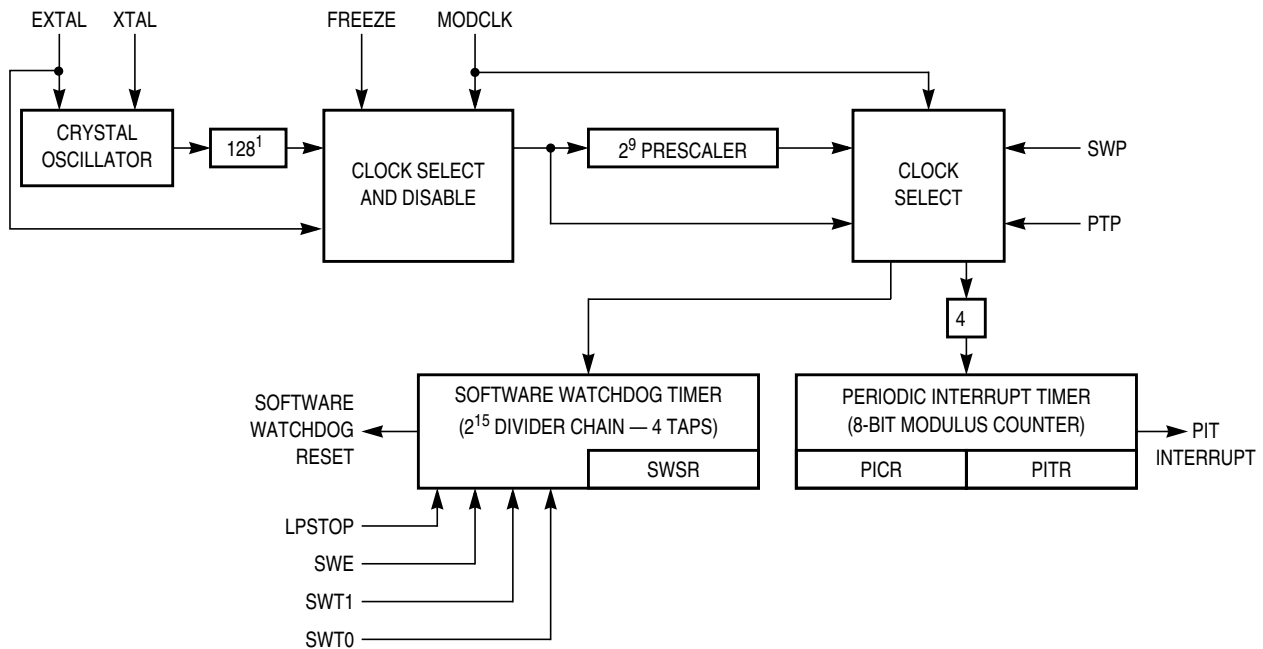 EXTAL
XTAL
FREEZE
MODCLK
CRYSTAL
OSCILLATOR
128¹
CLOCK SELECT
AND DISABLE
2⁹ PRESCALER
CLOCK
SELECT
SWP
PTP
4
SOFTWARE
WATCHDOG
RESET
SOFTWARE WATCHDOG TIMER
(2¹⁵ DIVIDER CHAIN — 4 TAPS)
SWSR
PERIODIC INTERRUPT TIMER
(8-BIT MODULUS COUNTER)
PICR
PITR
PIT
INTERRUPT
LPSTOP
SWE
SWT1
SWT0